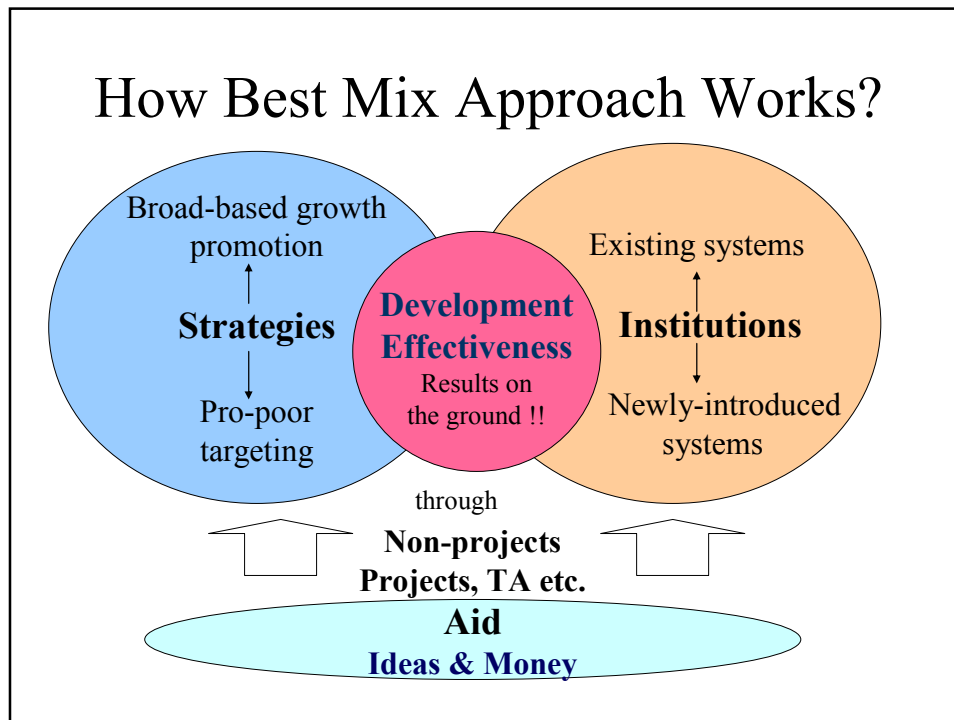 How Best Mix Approach Works?
Broad-based growth
promotion
Strategies
Pro-poor
targeting
Development
Effectiveness
Results on
the ground !!
Existing systems
Institutions
Newly-introduced
systems
through
Non-projects
Projects, TA etc.
Aid
Ideas & Money